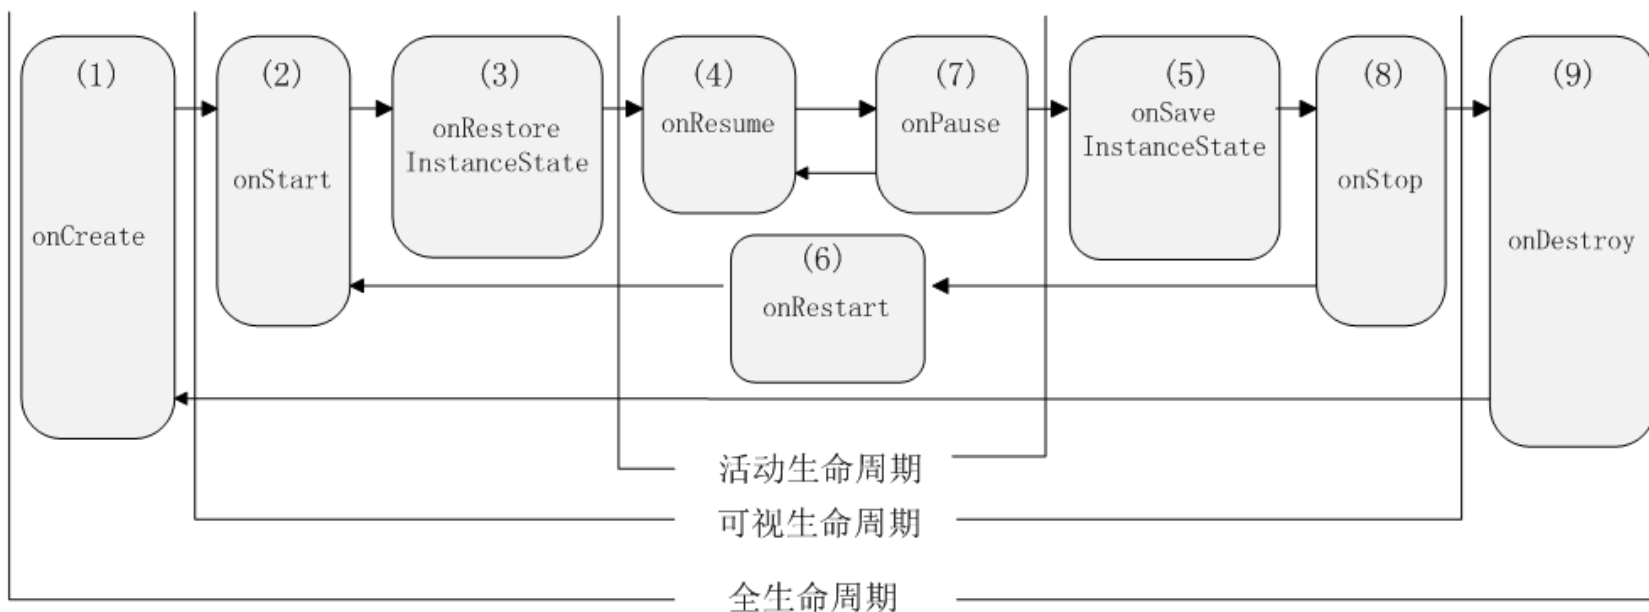 (1)
onCreate
(2)
onStart
(3)
onRestore
InstanceState
(4)
onResume
(7)
onPause
(5)
onSave
InstanceState
(8)
onStop
(9)
onDestroy
(6)
onRestart
活动生命周期
可视生命周期
全生命周期